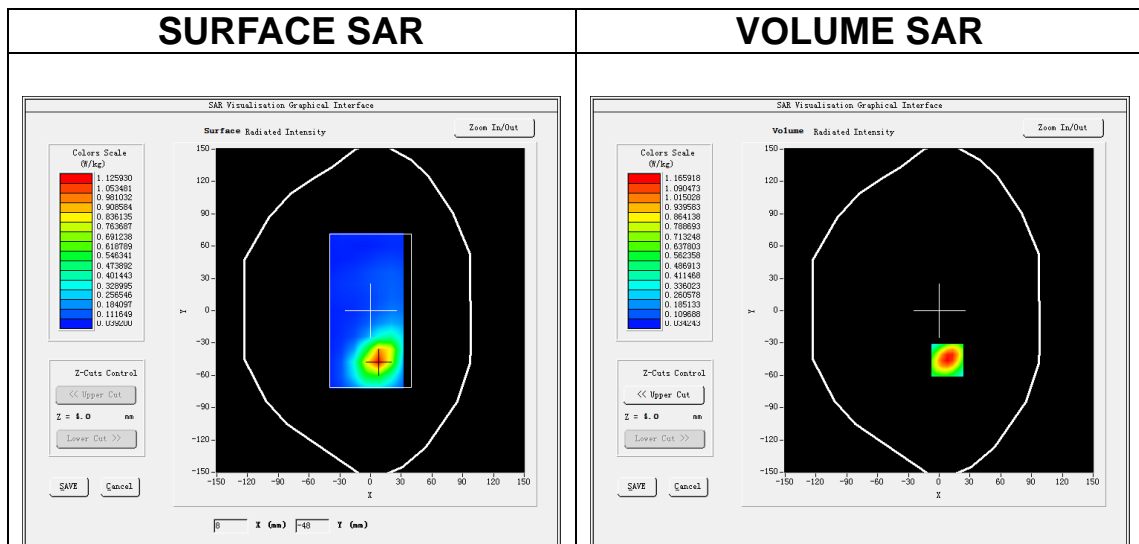 SURFACE SAR
VOLUME SAR
SAR Visualisation Graphical Interface
Surface Radiated Intensity
Zoom In/Out
Colors Scale
(W/kg)
1.125930
1.053481
0.981032
0.908584
0.836135
0.763687
0.691238
0.618789
0.546341
0.473892
0.401443
0.328995
0.256546
0.184097
0.111649
0.039200
Z-Cuts Control
<< Upper Cut
Z = 4.0 mm
Lower Cut >>
SAVE
Cancel
150
120
90
60
30
0
-30
-60
-90
-120
-150
Y
-150 -120 -90 -60 -30 0 30 60 90 120 150
X
8 X (mm) -48 Y (mm)
SAR Visualisation Graphical Interface
Volume Radiated Intensity
Zoom In/Out
Colors Scale
(W/kg)
1.165918
1.090473
1.015028
0.939583
0.864138
0.788693
0.713248
0.637803
0.562358
0.486913
0.411468
0.336023
0.260578
0.185133
0.109688
0.034243
Z-Cuts Control
<< Upper Cut
Z = 4.0 mm
Lower Cut >>
SAVE
Cancel
150
120
90
60
30
0
-30
-60
-90
-120
-150
Y
-150 -120 -90 -60 -30 0 30 60 90 120 150
X